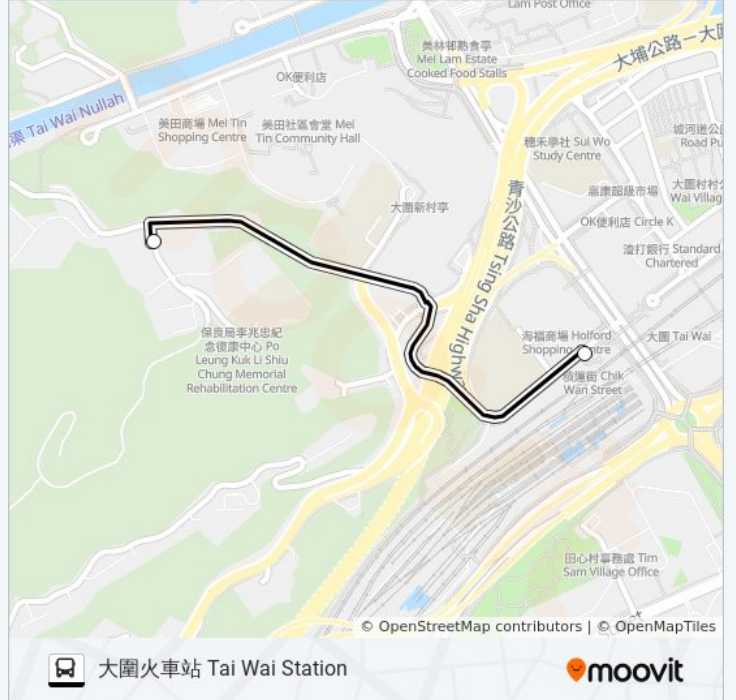 Lam Post Office
美林邨熟食亭
Mei Lam Estate
Cooked Food Stalls
大埔公路－大圍
OK便利店
渠 Tai Wai Nullah
美田商場 Mei Tin
Shopping Centre
美田社區會堂 Mei
Tin Community Hall
穗禾學社 Sui Wo
Study Centre
城河道公
Road Pu
大圍新村亭
青沙公路 Tsing Sha Highw
惠康超級市場
大圍村村公
Wai Villag
OK便利店 Circle K
渣打銀行 Standard
Chartered
保良局李兆忠紀
念復康中心 Po
Leung Kuk Li Shiu
Chung Memorial
Rehabilitation Centre
海福商場 Holford
Shopping Centre
大圍 Tai Wai
積運街 Chik
Wan Street
田心村事務處 Tim
Sam Village Office
© OpenStreetMap contributors | © OpenMapTiles
大圍火車站 Tai Wai Station
moovit